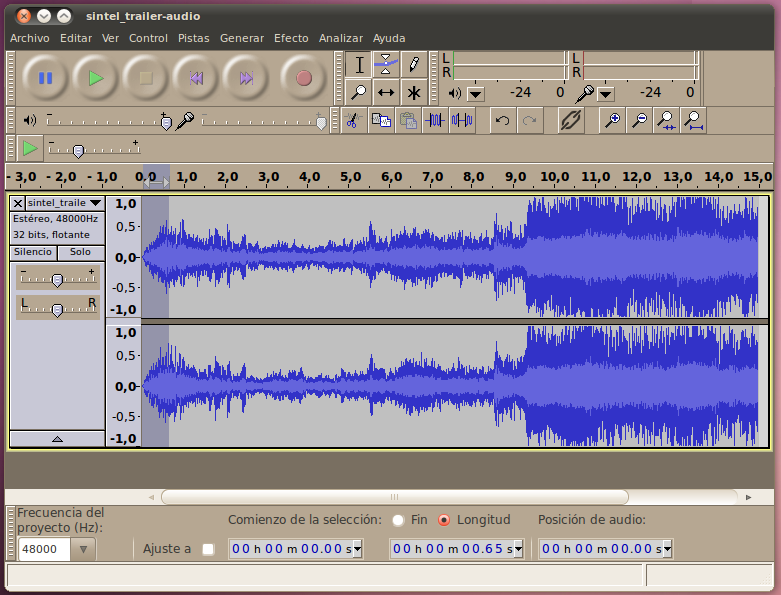 sintel_trailer-audio
Archivo Editar Ver Control Pistas Generar Efecto Analizar Ayuda
L
R
-24 0
L
R
-24 0
- +
- +
- +
- 3,0 - 2,0 - 1,0 0,0 1,0 2,0 3,0 4,0 5,0 6,0 7,0 8,0 9,0 10,0 11,0 12,0 13,0 14,0 15,0
sintel_traile
Estéreo, 48000Hz
32 bits, flotante
Silencio Solo
- +
L R
1,0
0,5-
0,0-
-0,5-
-1,0
1,0
0,5-
0,0-
-0,5-
-1,0
Frecuencia del
proyecto (Hz):
48000
Ajuste a
Comienzo de la selección: Fin Longitud Posición de audio:
00 h 00 m 00.00 s 00 h 00 m 00.65 s 00 h 00 m 00.00 s